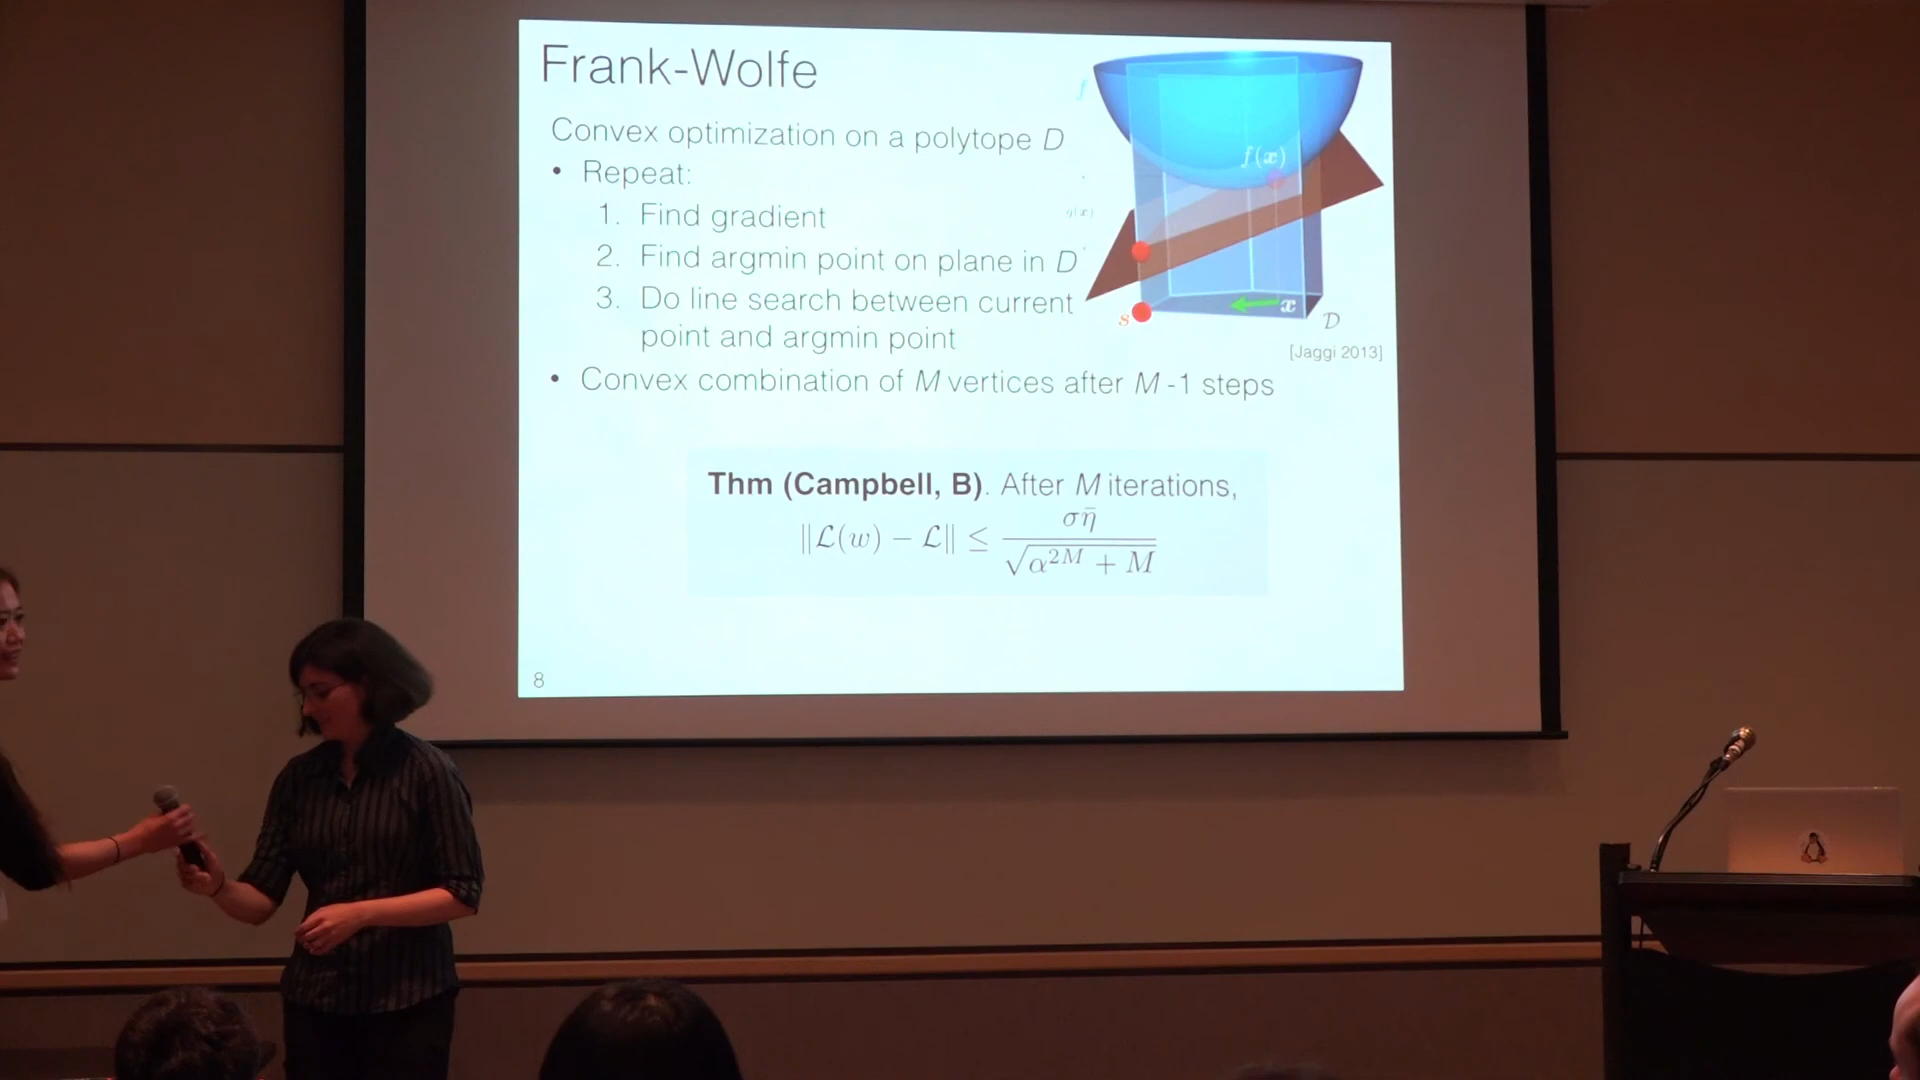 Frank-Wolfe
Convex optimization on a polytope D
• Repeat:
1. Find gradient
2. Find argmin point on plane in D
3. Do line search between current
point and argmin point
• Convex combination of M vertices after M -1 steps
f
f(x)
g(x)
s
x
D
[Jaggi 2013]
Thm (Campbell, B). After M iterations,
‖ℒ(w) − ℒ‖ ≤ ση̄ / √(α^{2M} + M)
8